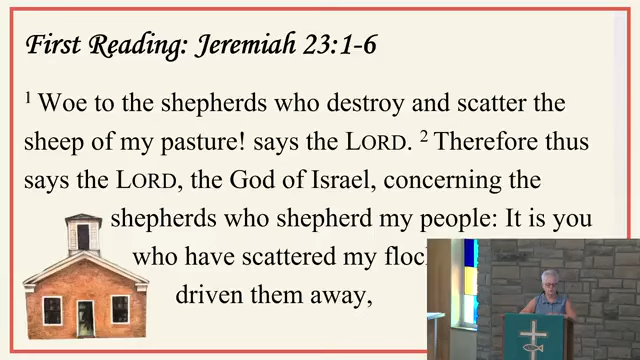 First Reading: Jeremiah 23:1-6
1 Woe to the shepherds who destroy and scatter the
sheep of my pasture! says the LORD. 2 Therefore thus
says the LORD, the God of Israel, concerning the
shepherds who shepherd my people: It is you
who have scattered my
driven them away,